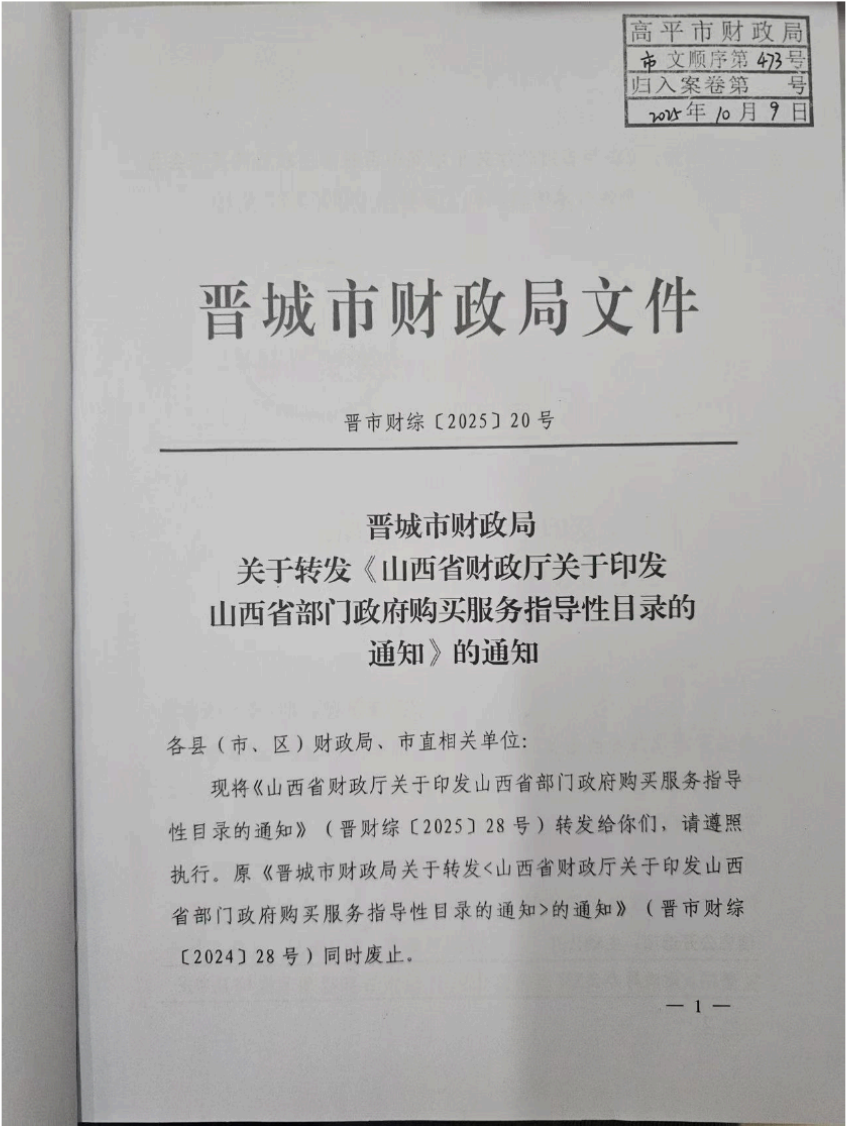 高平市财政局
市文顺序第473号
归入案卷第 号
2025年10月9日
晋城市财政局文件
晋市财综〔2025〕20号
晋城市财政局
关于转发《山西省财政厅关于印发
山西省部门政府购买服务指导性目录的
通知》的通知
各县（市、区）财政局、市直相关单位：
现将《山西省财政厅关于印发山西省部门政府购买服务指导
性目录的通知》（晋财综〔2025〕28号）转发给你们，请遵照
执行。原《晋城市财政局关于转发<山西省财政厅关于印发山西
省部门政府购买服务指导性目录的通知>的通知》（晋市财综
〔2024〕28号）同时废止。
— 1 —